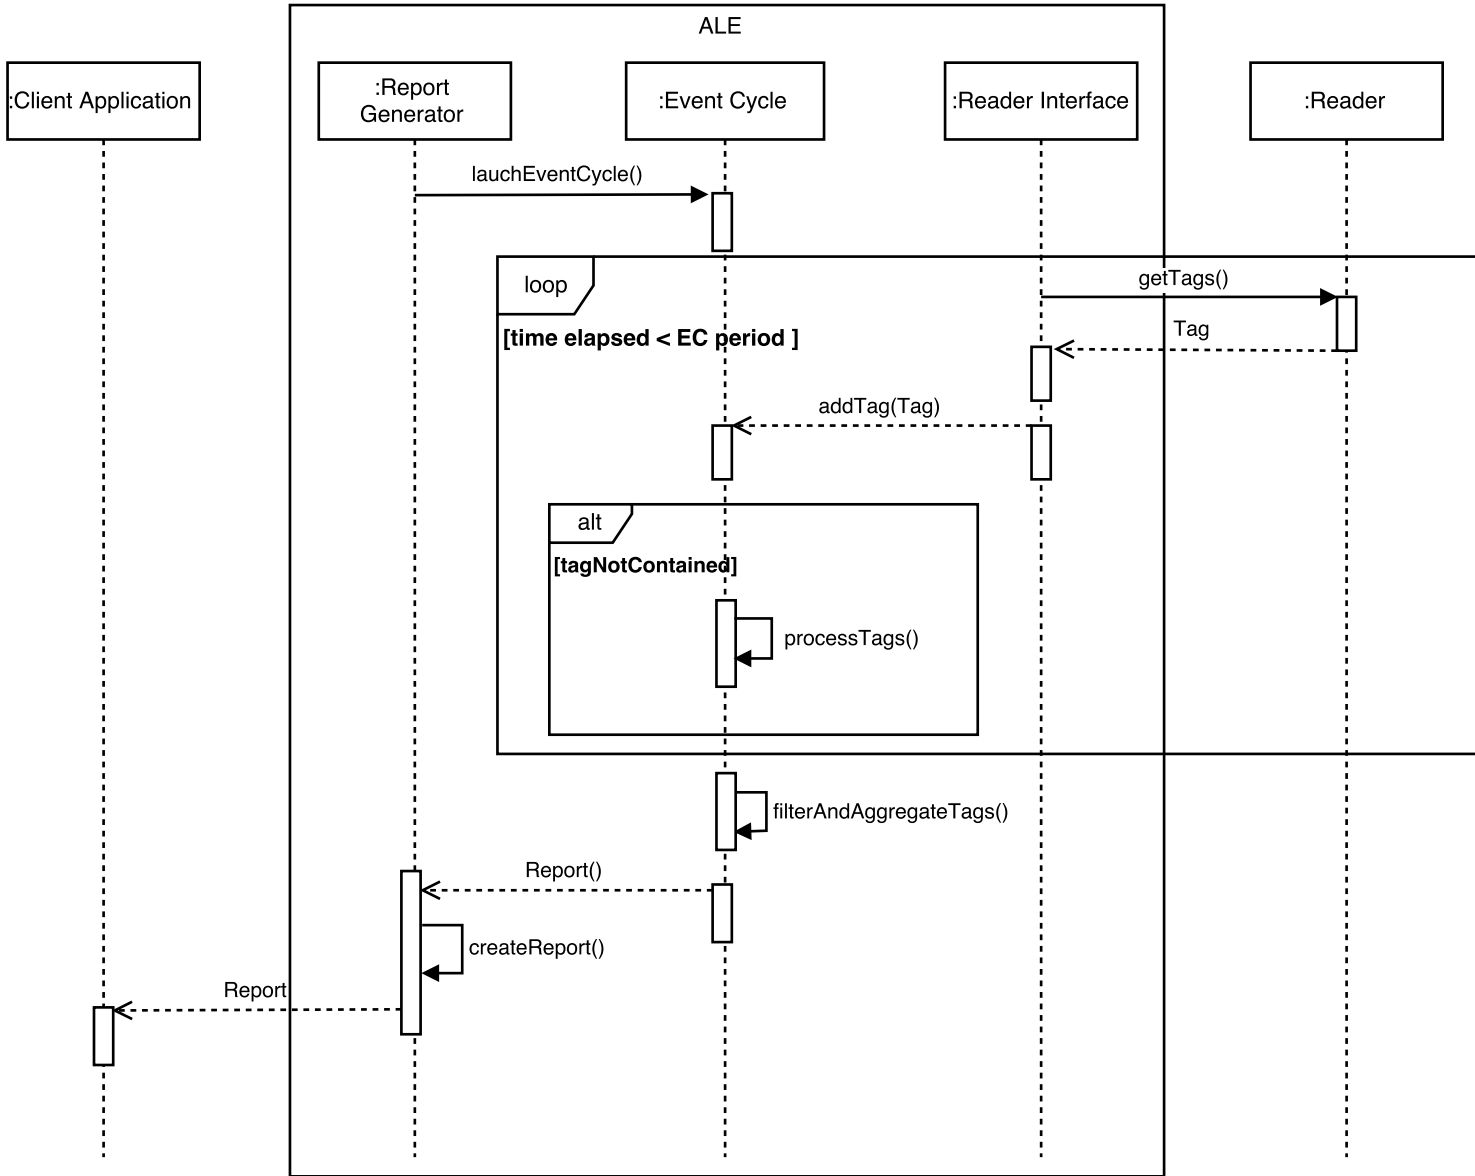 ALE
:Client Application
:Report
Generator
:Event Cycle
:Reader Interface
:Reader
lauchEventCycle()
loop
getTags()
[time elapsed < EC period ]
Tag
addTag(Tag)
alt
[tagNotContained]
processTags()
filterAndAggregateTags()
Report()
createReport()
Report